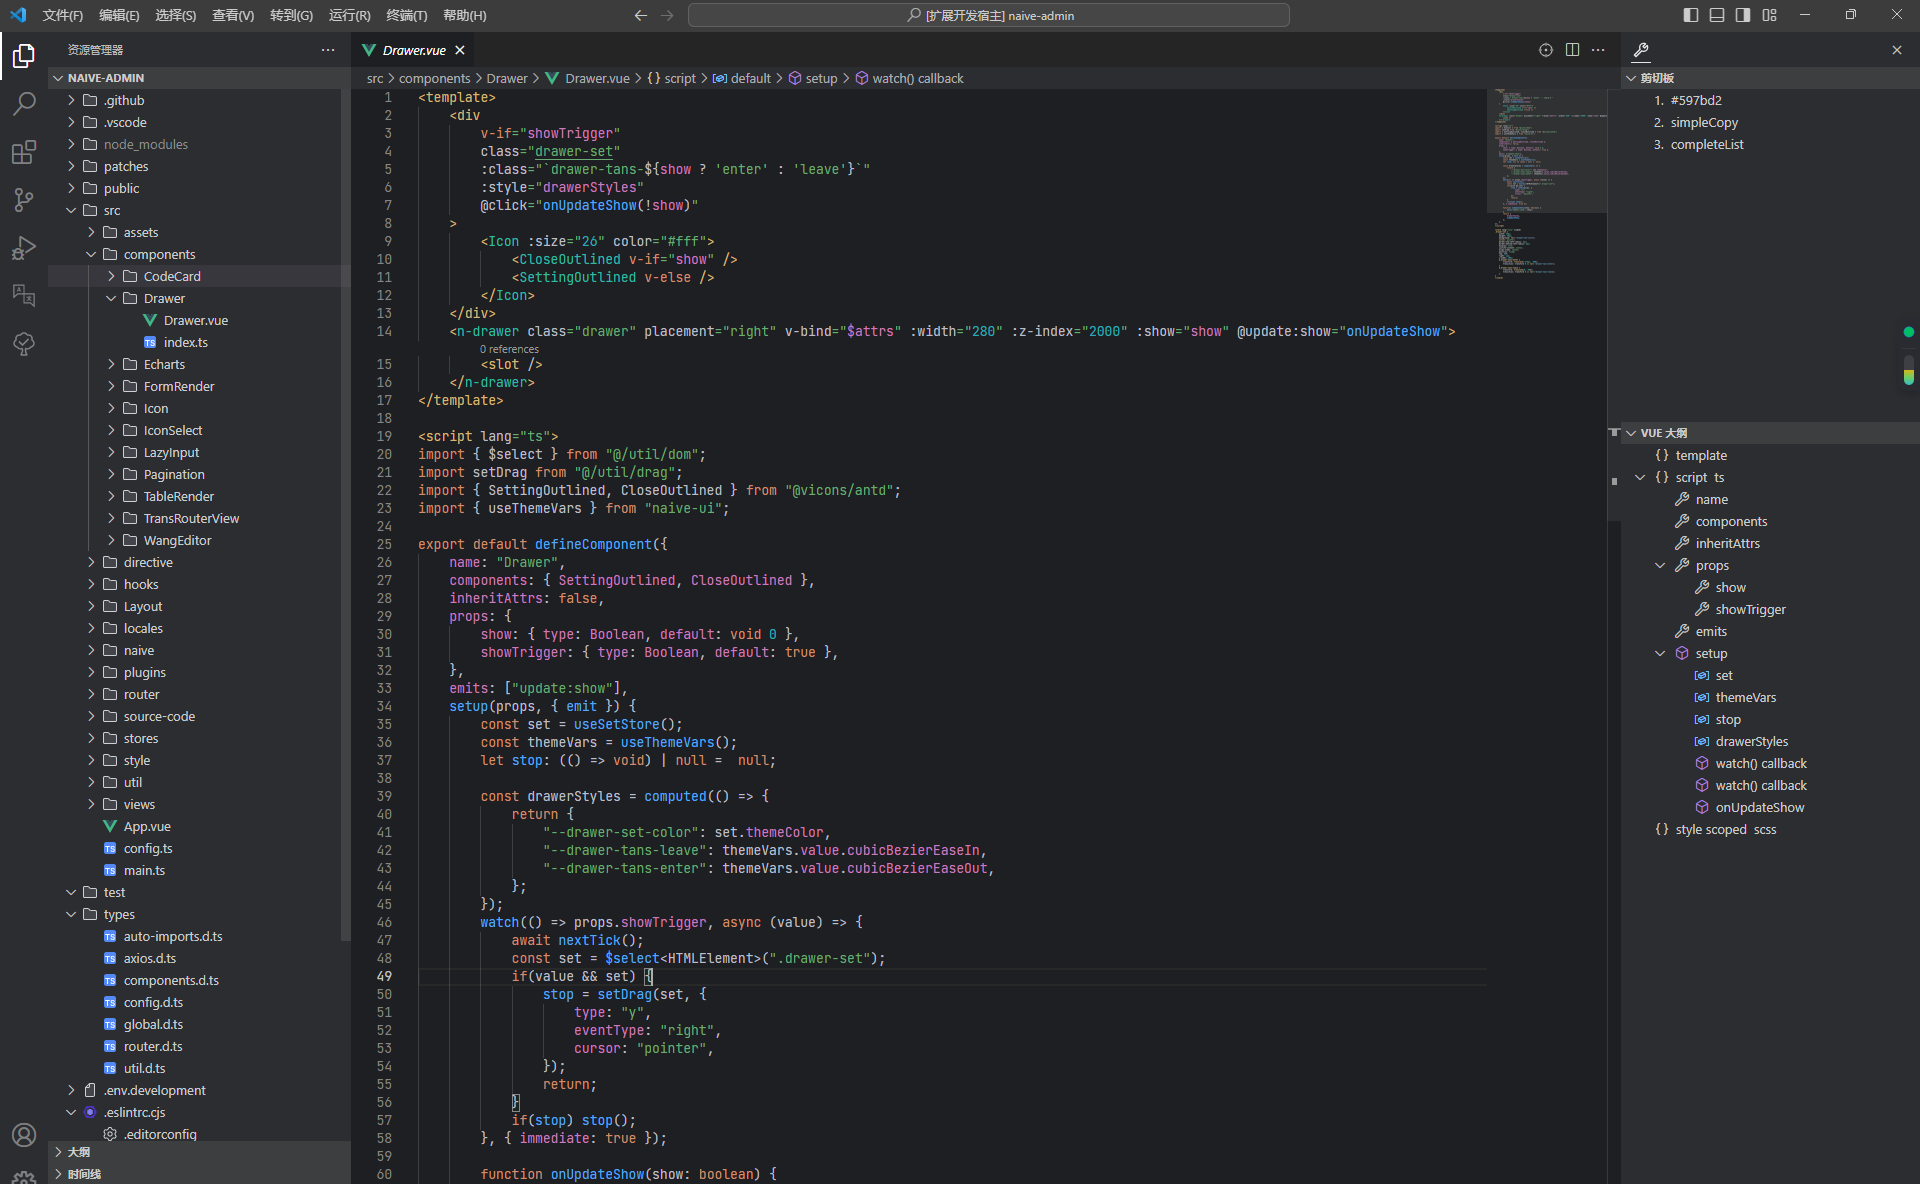 文件(F) 编辑(E) 选择(S) 查看(V) 转到(G) 运行(R) 终端(T) 帮助(H)
[扩展开发宿主] naive-admin
资源管理器
NAIVE-ADMIN
.github
.vscode
node_modules
patches
public
src
assets
components
CodeCard
Drawer
Drawer.vue
index.ts
Echarts
FormRender
Icon
IconSelect
LazyInput
Pagination
TableRender
TransRouterView
WangEditor
directive
hooks
Layout
locales
naive
plugins
router
source-code
stores
style
util
views
App.vue
config.ts
main.ts
test
types
auto-imports.d.ts
axios.d.ts
components.d.ts
config.d.ts
global.d.ts
router.d.ts
util.d.ts
.env.development
.eslintrc.cjs
.editorconfig
大纲
时间线
Drawer.vue
src > components > Drawer > Drawer.vue > {} script > default > setup > watch() callback
1 <template>
2 <div
3 v-if="showTrigger"
4 class="drawer-set"
5 :class="`drawer-tans-${show ? 'enter' : 'leave'}`"
6 :style="drawerStyles"
7 @click="onUpdateShow(!show)"
8 >
9 <Icon :size="26" color="#fff">
10 <CloseOutlined v-if="show" />
11 <SettingOutlined v-else />
12 </Icon>
13 </div>
14 <n-drawer class="drawer" placement="right" v-bind="$attrs" :width="280" :z-index="2000" :show="show" @update:show="onUpdateShow">
0 references
15 <slot />
16 </n-drawer>
17 </template>
18
19 <script lang="ts">
20 import { $select } from "@/util/dom";
21 import setDrag from "@/util/drag";
22 import { SettingOutlined, CloseOutlined } from "@vicons/antd";
23 import { useThemeVars } from "naive-ui";
24
25 export default defineComponent({
26 name: "Drawer",
27 components: { SettingOutlined, CloseOutlined },
28 inheritAttrs: false,
29 props: {
30 show: { type: Boolean, default: void 0 },
31 showTrigger: { type: Boolean, default: true },
32 },
33 emits: ["update:show"],
34 setup(props, { emit }) {
35 const set = useSetStore();
36 const themeVars = useThemeVars();
37 let stop: (() => void) | null =  null;
38
39 const drawerStyles = computed(() => {
40 return {
41 "--drawer-set-color": set.themeColor,
42 "--drawer-tans-leave": themeVars.value.cubicBezierEaseIn,
43 "--drawer-tans-enter": themeVars.value.cubicBezierEaseOut,
44 };
45 });
46 watch(() => props.showTrigger, async (value) => {
47 await nextTick();
48 const set = $select<HTMLElement>(".drawer-set");
49 if(value && set) {
50 stop = setDrag(set, {
51 type: "y",
52 eventType: "right",
53 cursor: "pointer",
54 });
55 return;
56 }
57 if(stop) stop();
58 }, { immediate: true });
59
60 function onUpdateShow(show: boolean) {
剪切板
1. #597bd2
2. simpleCopy
3. completeList
VUE 大纲
{} template
{} script ts
name
components
inheritAttrs
props
show
showTrigger
emits
setup
set
themeVars
stop
drawerStyles
watch() callback
watch() callback
onUpdateShow
{} style scoped scss